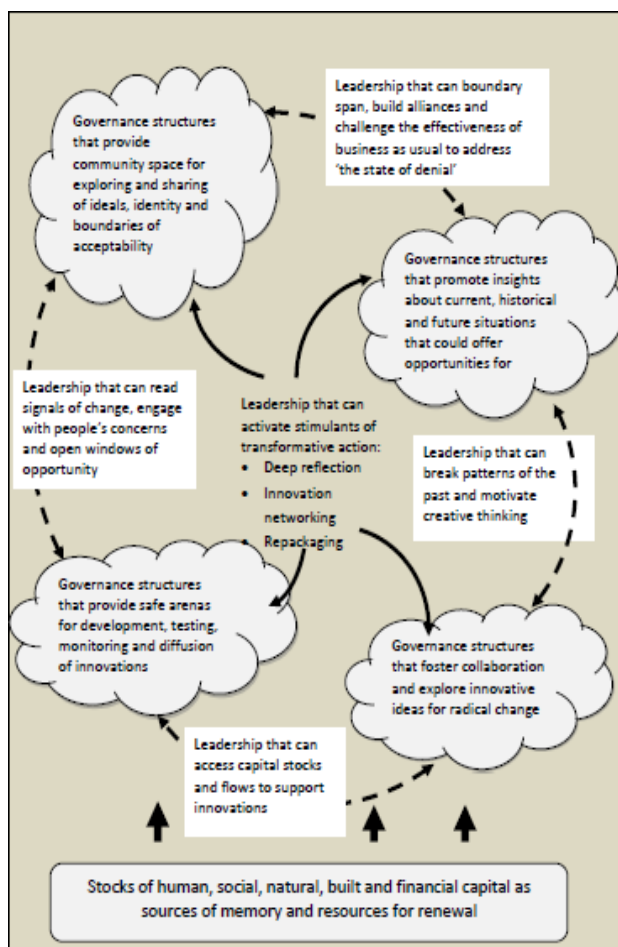 Leadership that can boundary
span, build alliances and
challenge the effectiveness of
business as usual to address
‘the state of denial’
Governance structures
that provide
community space for
exploring and sharing
of ideals, identity and
boundaries of
acceptability
Governance structures
that promote insights
about current, historical
and future situations
that could offer
opportunities for
Leadership that can read
signals of change, engage
with people’s concerns
and open windows of
opportunity
Leadership that can
activate stimulants of
transformative action:
• Deep reflection
• Innovation
networking
• Repackaging
Leadership that can
break patterns of the
past and motivate
creative thinking
Governance structures
that provide safe arenas
for development, testing,
monitoring and diffusion
of innovations
Governance structures
that foster collaboration
and explore innovative
ideas for radical change
Leadership that can
access capital stocks
and flows to support
innovations
Stocks of human, social, natural, built and financial capital as
sources of memory and resources for renewal